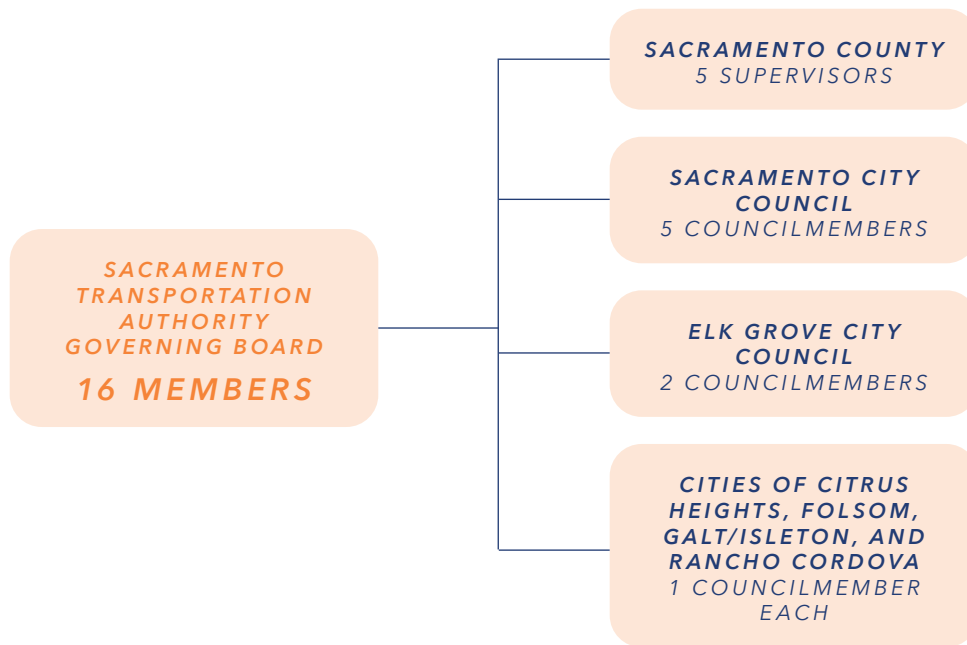 SACRAMENTO
TRANSPORTATION
AUTHORITY
GOVERNING BOARD
16 MEMBERS
SACRAMENTO COUNTY
5 SUPERVISORS
SACRAMENTO CITY
COUNCIL
5 COUNCILMEMBERS
ELK GROVE CITY
COUNCIL
2 COUNCILMEMBERS
CITIES OF CITRUS
HEIGHTS, FOLSOM,
GALT/ISLETON, AND
RANCHO CORDOVA
1 COUNCILMEMBER
EACH